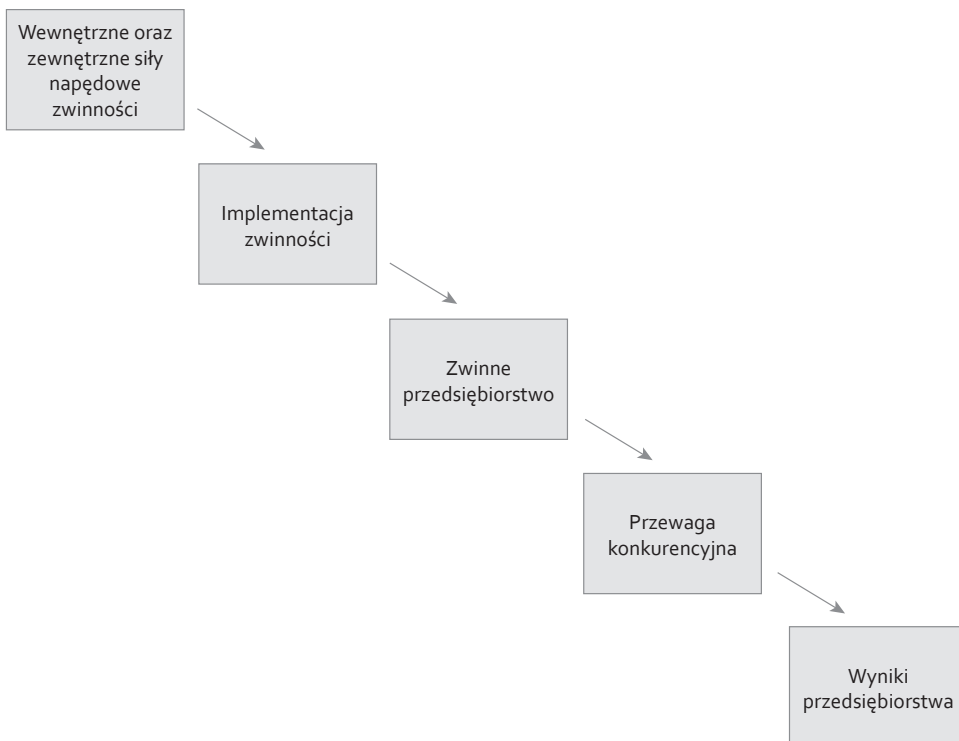 Wewnętrzne oraz
zewnętrzne siły
napędowe
zwinności
Implementacja
zwinności
Zwinne
przedsiębiorstwo
Przewaga
konkurencyjna
Wyniki
przedsiębiorstwa